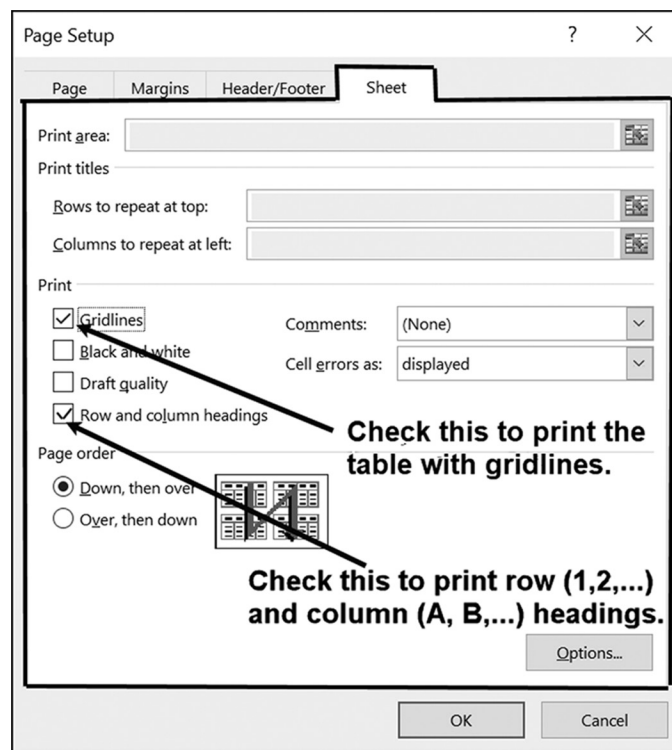 Page Setup ?
Page Margins Header/Footer Sheet
Print area:
Print titles
Rows to repeat at top:
Columns to repeat at left:
Print
Gridlines Comments: (None)
Black and white Cell errors as: displayed
Draft quality
Row and column headings
Check this to print the
table with gridlines.
Page order
Down, then over
Over, then down
Check this to print row (1,2,...)
and column (A, B,...) headings.
Options...
OK Cancel